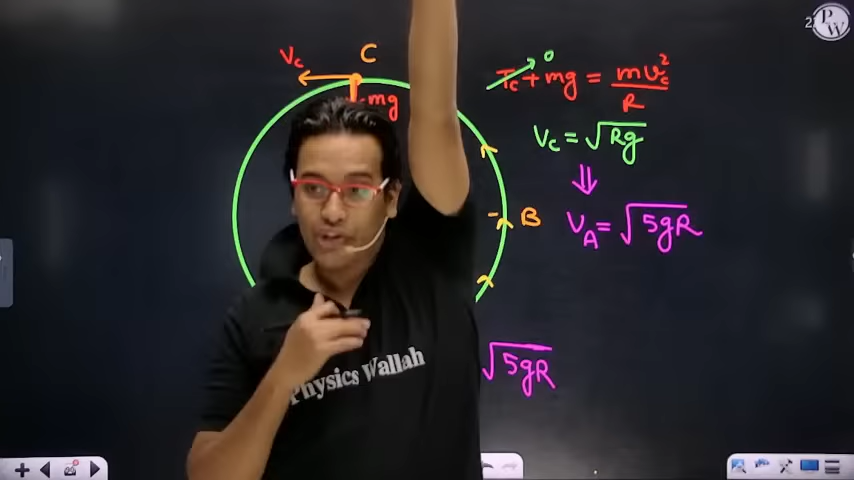 V_c C
mg
T_c + mg = mv_c²/R
0
V_c = √Rg
⇓
B V_A = √5gR
√5gR
Physics Wallah
PW